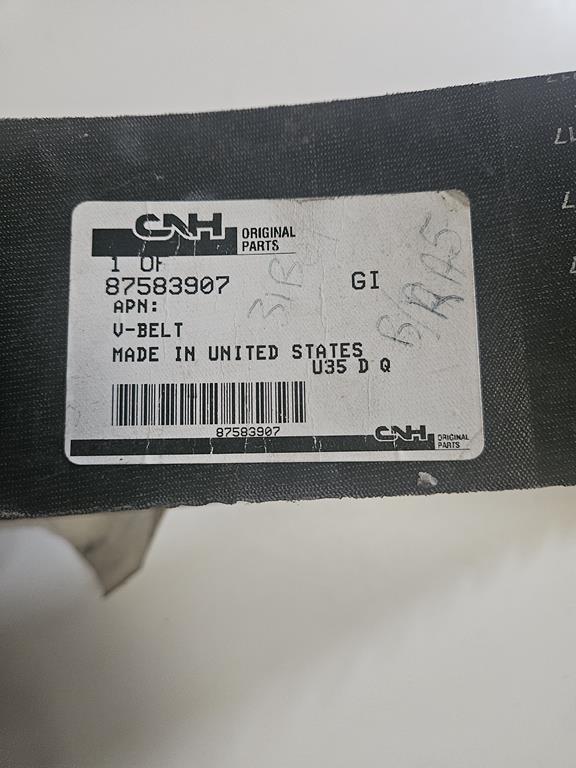 CNH ORIGINAL
PARTS
1 OF
87583907 GI
APN:
V-BELT
MADE IN UNITED STATES
U35 D Q
87583907
CNH ORIGINAL
PARTS